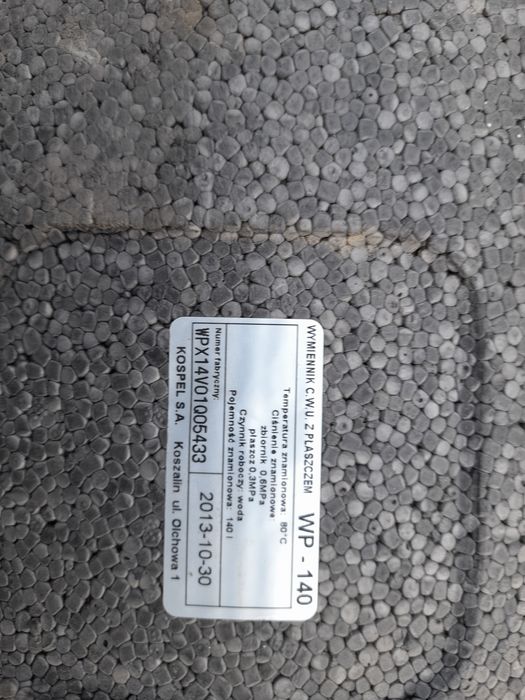 WYMIENNIK C.W.U. Z PLASZCZEM WP - 140
Temperatura znamionowa: 80°C
Ciśnienie znamionowe
zbiornik 0,6MPa
płaszcz 0,3MPa
Czynnik roboczy: woda
Pojemność znamionowa: 140 l
Numer fabryczny:
WPX14V01Q05433 2013-10-30
KOSPEL S.A. Koszalin ul. Olchowa 1